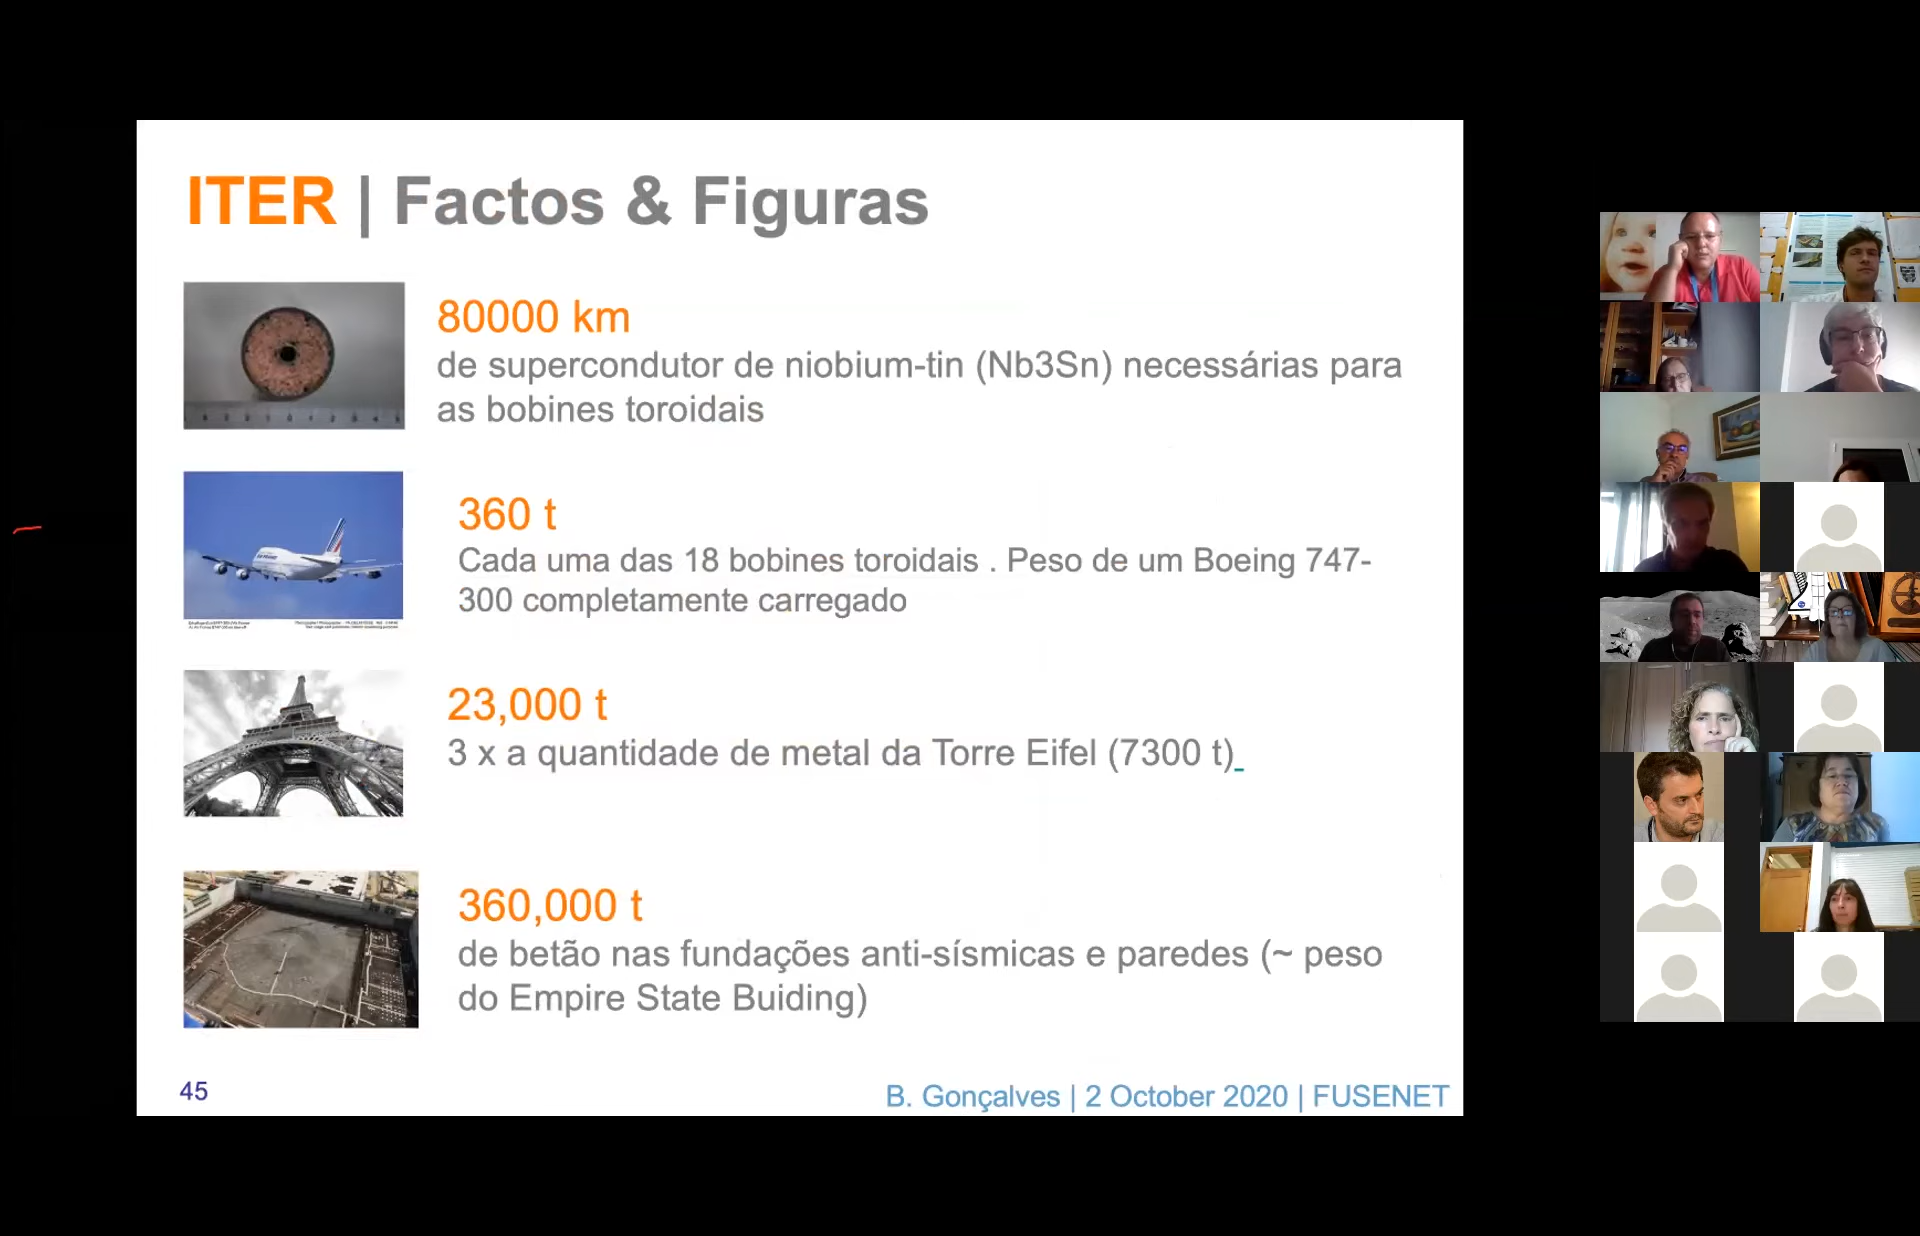 ITER | Factos & Figuras
80000 km
de supercondutor de niobium-tin (Nb3Sn) necessárias para
as bobines toroidais
360 t
Cada uma das 18 bobines toroidais . Peso de um Boeing 747-
300 completamente carregado
23,000 t
3 x a quantidade de metal da Torre Eifel (7300 t)
360,000 t
de betão nas fundações anti-sísmicas e paredes (~ peso
do Empire State Buiding)
45
B. Gonçalves | 2 October 2020 | FUSENET